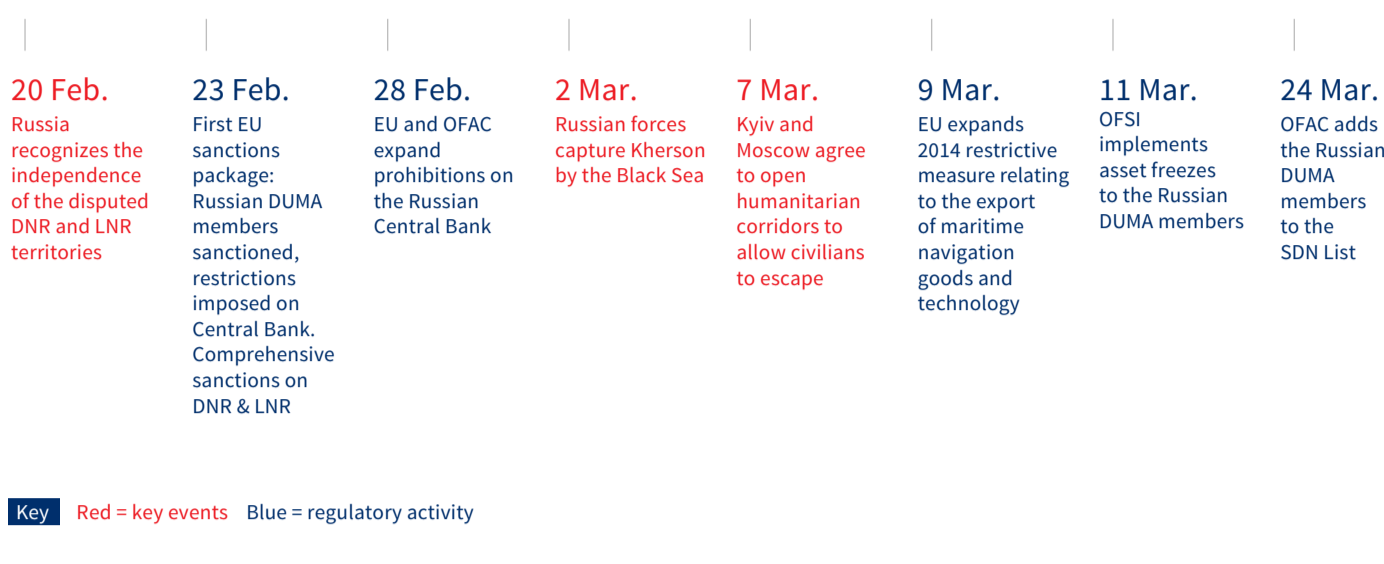 20 Feb.
Russia
recognizes the
independence
of the disputed
DNR and LNR
territories
23 Feb.
First EU
sanctions
package:
Russian DUMA
members
sanctioned,
restrictions
imposed on
Central Bank.
Comprehensive
sanctions on
DNR & LNR
28 Feb.
EU and OFAC
expand
prohibitions on
the Russian
Central Bank
2 Mar.
Russian forces
capture Kherson
by the Black Sea
7 Mar.
Kyiv and
Moscow agree
to open
humanitarian
corridors to
allow civilians
to escape
9 Mar.
EU expands
2014 restrictive
measure relating
to the export
of maritime
navigation
goods and
technology
11 Mar.
OFSI
implements
asset freezes
to the Russian
DUMA members
24 Mar.
OFAC adds
the Russian
DUMA
members
to the
SDN List
Key Red = key events Blue = regulatory activity